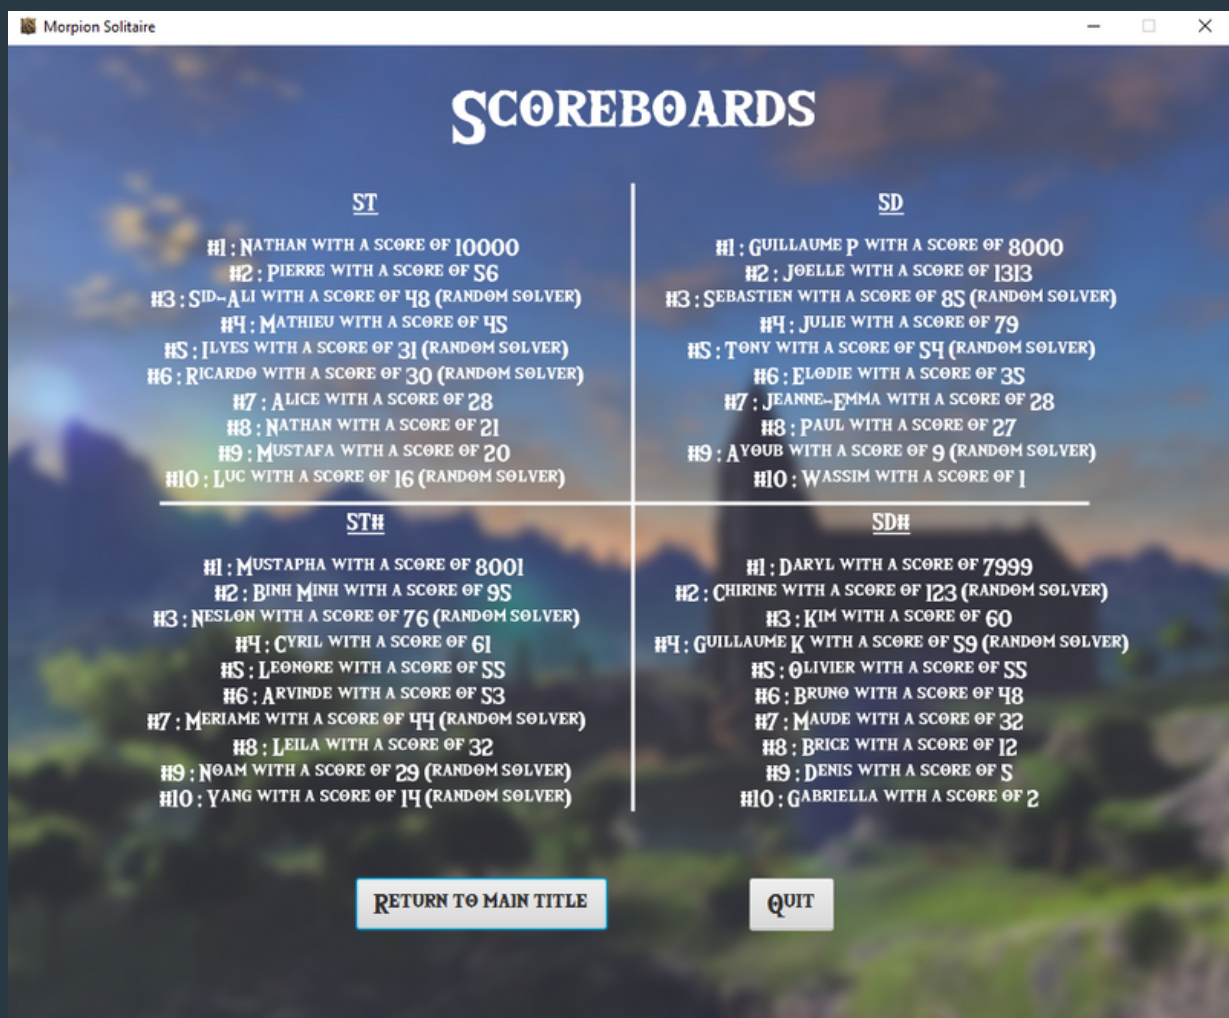 Morpion Solitaire
Scoreboards
5T
#1 : Nathan with a score of 10000
#2 : Pierre with a score of 56
#3 : Sid-Ali with a score of 48 (random solver)
#4 : Mathieu with a score of 45
#5 : Ilyes with a score of 31 (random solver)
#6 : Ricardo with a score of 30 (random solver)
#7 : Alice with a score of 28
#8 : Nathan with a score of 21
#9 : Mustafa with a score of 20
#10 : Luc with a score of 16 (random solver)
5D
#1 : Guillaume P with a score of 8000
#2 : Joelle with a score of 1313
#3 : Sebastien with a score of 85 (random solver)
#4 : Julie with a score of 79
#5 : Tony with a score of 54 (random solver)
#6 : Elodie with a score of 35
#7 : Jeanne-Emma with a score of 28
#8 : Paul with a score of 27
#9 : Ayoub with a score of 9 (random solver)
#10 : Wassim with a score of 1
5T#
#1 : Mustapha with a score of 8001
#2 : Binh Minh with a score of 95
#3 : Neslon with a score of 76 (random solver)
#4 : Cyril with a score of 61
#5 : Leonore with a score of 55
#6 : Arvinde with a score of 53
#7 : Meriame with a score of 44 (random solver)
#8 : Leila with a score of 32
#9 : Noam with a score of 29 (random solver)
#10 : Yang with a score of 14 (random solver)
5D#
#1 : Daryl with a score of 7999
#2 : Chirine with a score of 123 (random solver)
#3 : Kim with a score of 60
#4 : Guillaume K with a score of 59 (random solver)
#5 : Olivier with a score of 55
#6 : Bruno with a score of 48
#7 : Maude with a score of 32
#8 : Brice with a score of 12
#9 : Denis with a score of 5
#10 : Gabriella with a score of 2
Return to main title
Quit